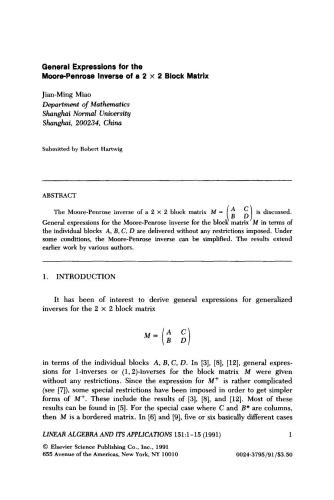 General Expressions for the
Moore-Penrose Inverse of a 2 × 2 Block Matrix
Jian-Ming Miao
Department of Mathematics
Shanghai Normal University
Shanghai, 200234, China
Submitted by Robert Hartwig
ABSTRACT
The Moore-Penrose inverse of a 2 × 2 block matrix M = ( A C
B D ) is discussed.
General expressions for the Moore-Penrose inverse for the block matrix M in terms of
the individual blocks A, B, C, D are delivered without any restrictions imposed. Under
some conditions, the Moore-Penrose inverse can be simplified. The results extend
earlier work by various authors.
1. INTRODUCTION
It has been of interest to derive general expressions for generalized
inverses for the 2 × 2 block matrix
M = ( A C
B D )
in terms of the individual blocks A, B, C, D. In [3], [8], [12], general expres-
sions for 1-inverses or (1, 2)-inverses for the block matrix M were given
without any restrictions. Since the expression for M⁺ is rather complicated
(see [7]), some special restrictions have been imposed in order to get simpler
forms of M⁺. These include the results of [3], [8], and [12]. Most of these
results can be found in [5]. For the special case where C and B* are columns,
then M is a bordered matrix. In [6] and [9], five or six basically different cases
LINEAR ALGEBRA AND ITS APPLICATIONS 151:1-15 (1991) 1
© Elsevier Science Publishing Co., Inc., 1991
655 Avenue of the Americas, New York, NY 10010 0024-3795/91/$3.50